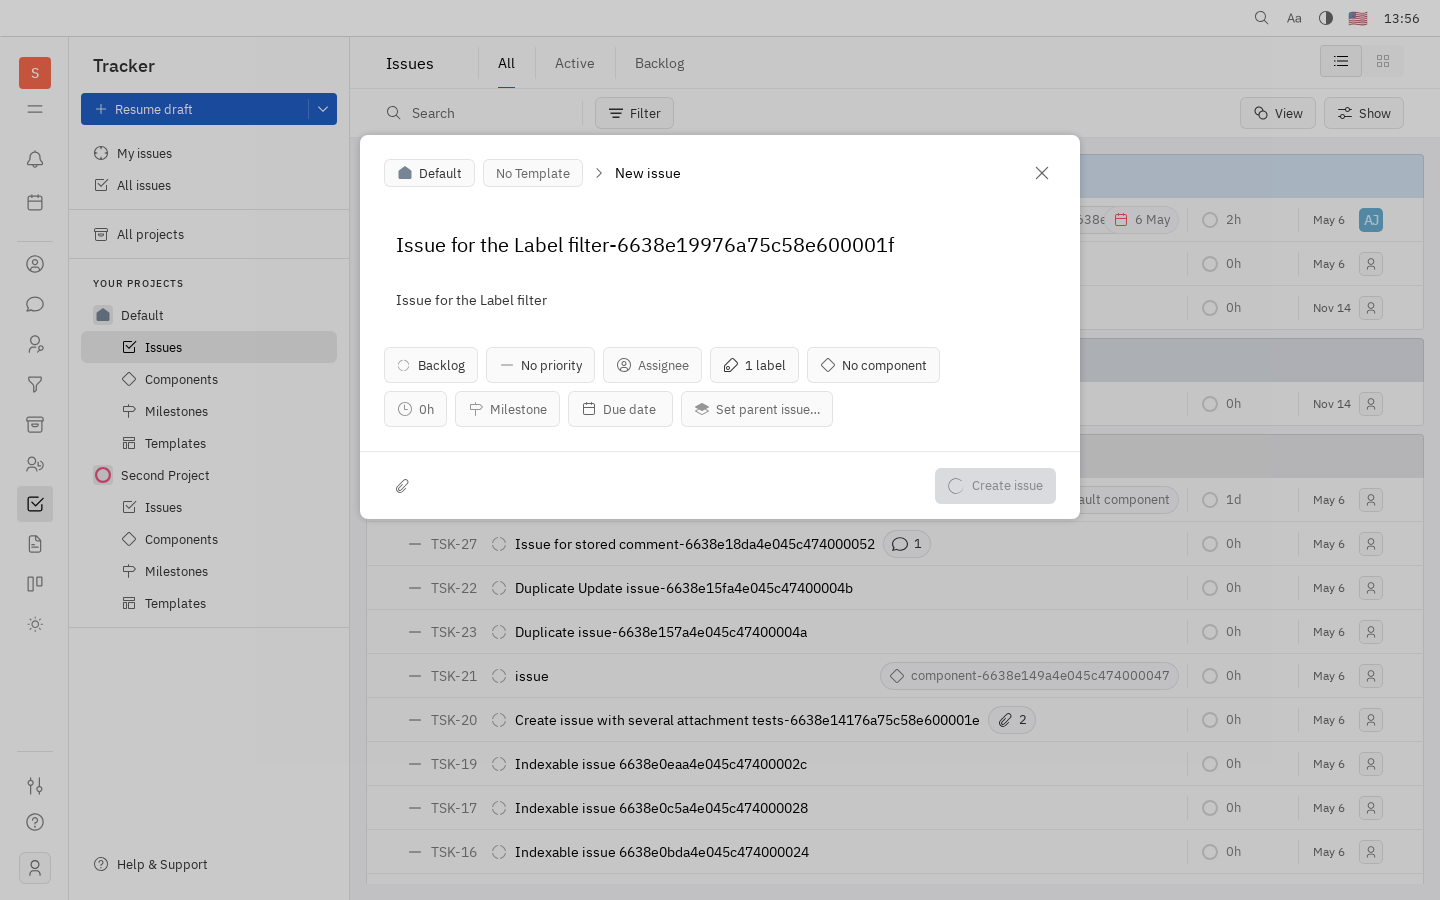 Aa 13:56
S
Tracker
Resume draft
My issues
All issues
All projects
YOUR PROJECTS
Default
Issues
Components
Milestones
Templates
Second Project
Issues
Components
Milestones
Templates
Help & Support
Issues All Active Backlog
Search Filter View Show
Default No Template New issue
Issue for the Label filter-6638e19976a75c58e600001f
Issue for the Label filter
Backlog No priority Assignee 1 label No component
0h Milestone Due date Set parent issue...
Create issue
6 May 2h May 6 AJ
0h May 6
0h Nov 14
0h Nov 14
component 1d May 6
TSK-27 Issue for stored comment-6638e18da4e045c474000052 1 0h May 6
TSK-22 Duplicate Update issue-6638e15fa4e045c47400004b 0h May 6
TSK-23 Duplicate issue-6638e157a4e045c47400004a 0h May 6
TSK-21 issue component-6638e149a4e045c474000047 0h May 6
TSK-20 Create issue with several attachment tests-6638e14176a75c58e600001e 2 0h May 6
TSK-19 Indexable issue 6638e0eaa4e045c47400002c 0h May 6
TSK-17 Indexable issue 6638e0c5a4e045c474000028 0h May 6
TSK-16 Indexable issue 6638e0bda4e045c474000024 0h May 6